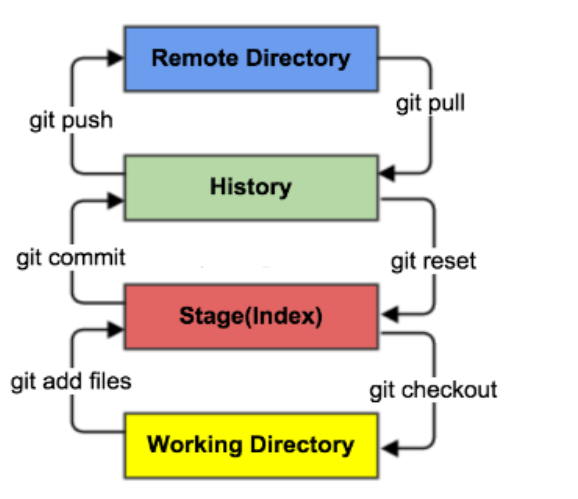 Remote Directory
git pull
git push
History
git commit
git reset
Stage(Index)
git add files
git checkout
Working Directory